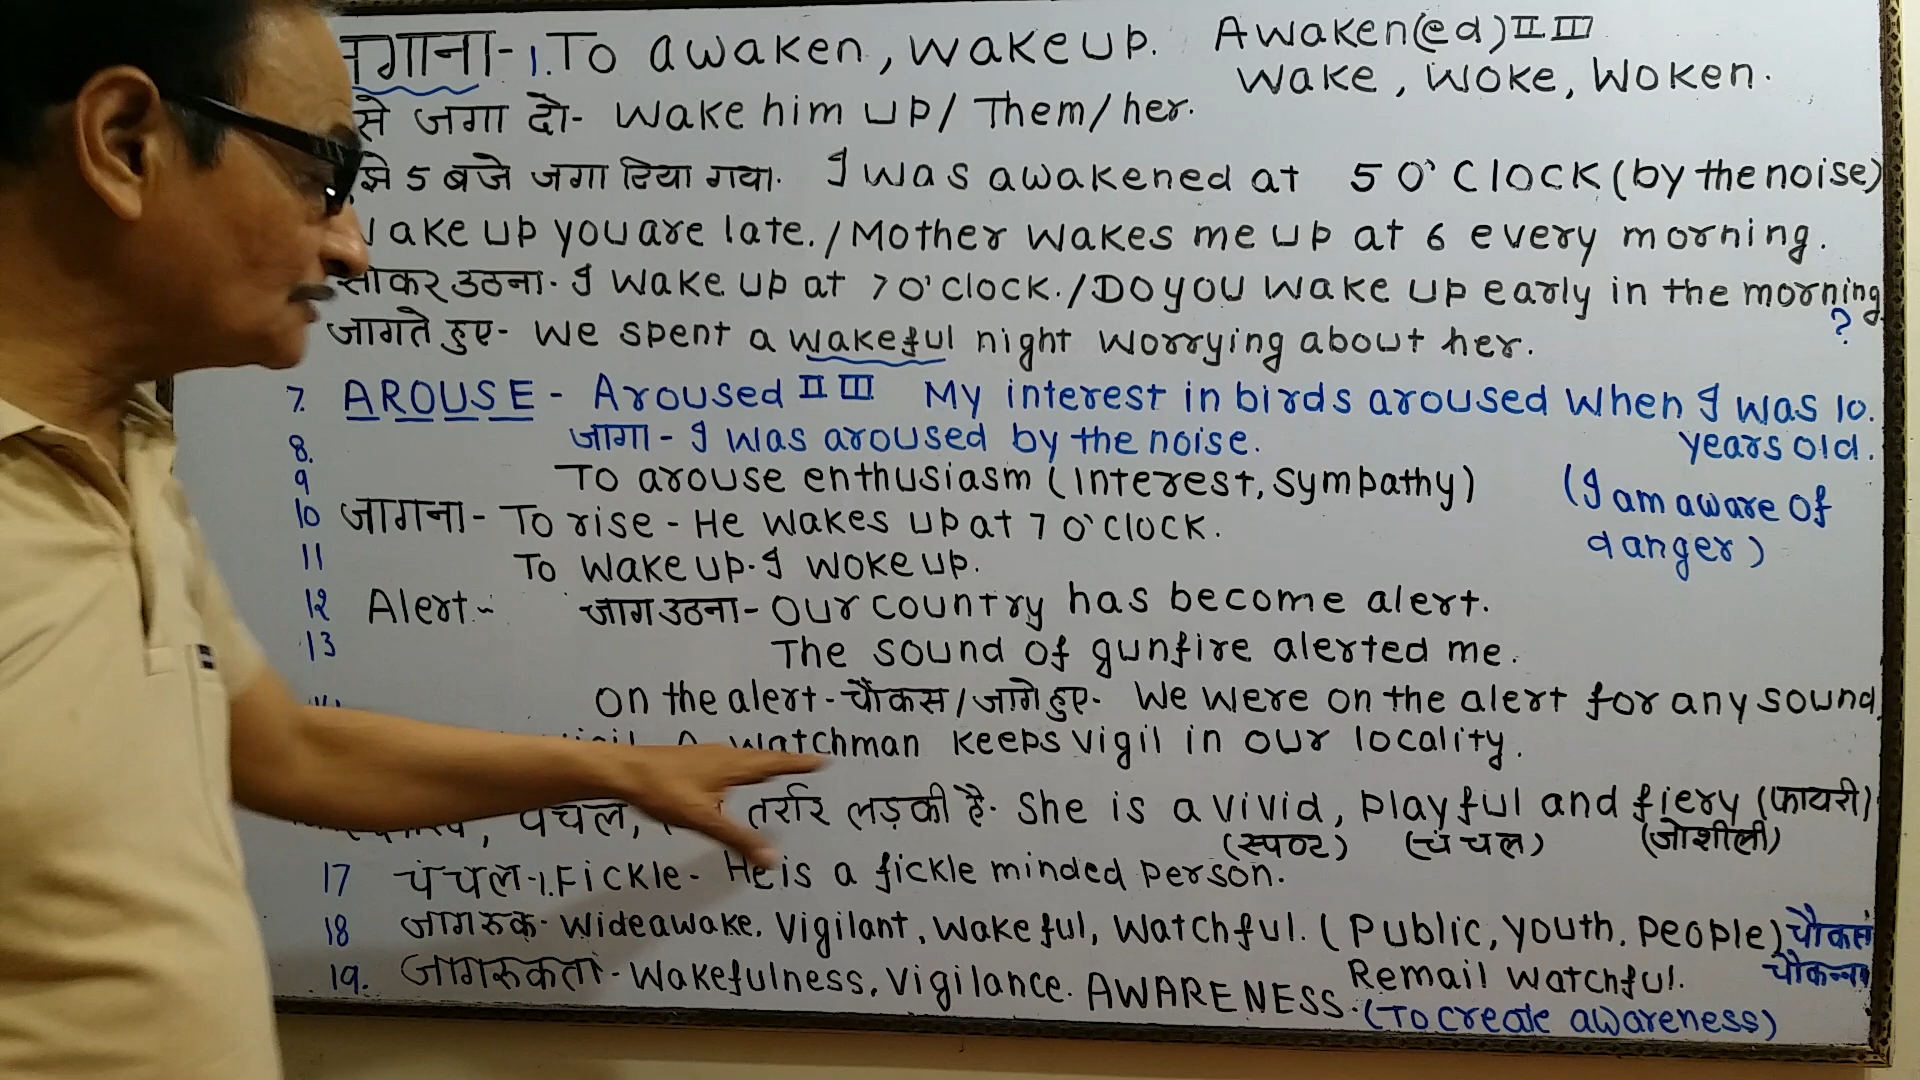 जगाना- 1. To awaken, wake up. Awaken(ed) II III
Wake, Woke, Woken.
से जगा दो- Wake him up/ Them/ her.
झे 5 बजे जगा दिया गया. I was awakened at 5 O' Clock (by the noise)
Wake up you are late. / Mother wakes me up at 6 every morning.
सोकर उठना. I wake up at 7 O' clock. / Do you wake up early in the morning
?
जागते हुए- We spent a wakeful night worrying about her.
7. AROUSE - Aroused II III My interest in birds aroused when I was 10.
years old.
8. जागा - I was aroused by the noise.
9 To arouse enthusiasm (Interest, sympathy)
(I am aware of
danger)
10 जागना - To rise - He wakes up at 7 O' clock.
11 To wake up. I woke up.
12 Alert - जाग उठना - Our country has become alert.
13 The sound of gunfire alerted me.
On the alert - चौकस / जागे हुए- We were on the alert for any sound.
vigil A watchman keeps vigil in our locality.
चंचल, तर्रार लड़की है. She is a vivid, playful and fiery (फायरी)
(स्पष्ट) (चंचल) (जोशीली)
17 चंचल - 1. Fickle - He is a fickle minded person.
18 जागरुक- Wideawake, Vigilant, Wakeful, Watchful. (Public, youth, People) चौकस
चौकन्ना
Remail watchful.
19. जागरुकता - Wakefulness, Vigilance. AWARENESS.
(To create awareness)